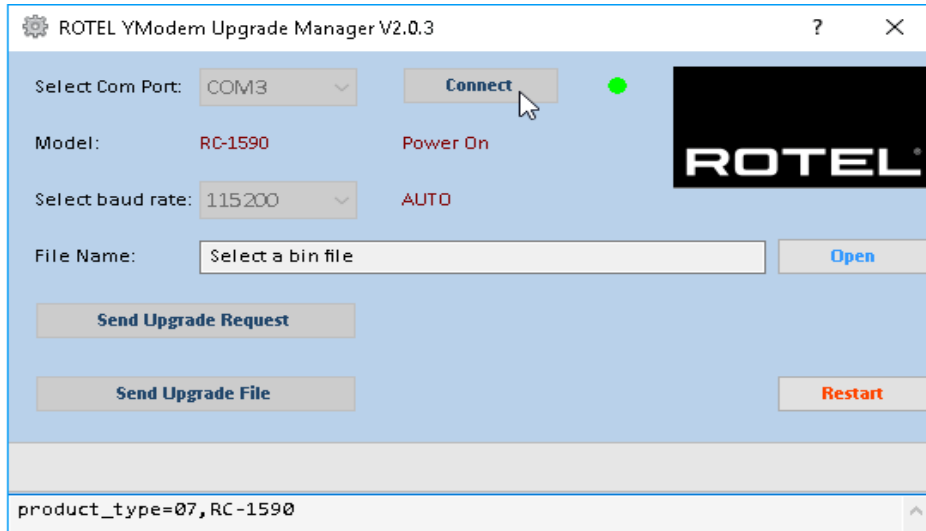 ROTEL YModem Upgrade Manager V2.0.3 ?
Select Com Port: COM3 Connect
ROTEL
Model: RC-1590 Power On
Select baud rate: 115200 AUTO
File Name: Select a bin file Open
Send Upgrade Request
Send Upgrade File Restart
product_type=07,RC-1590